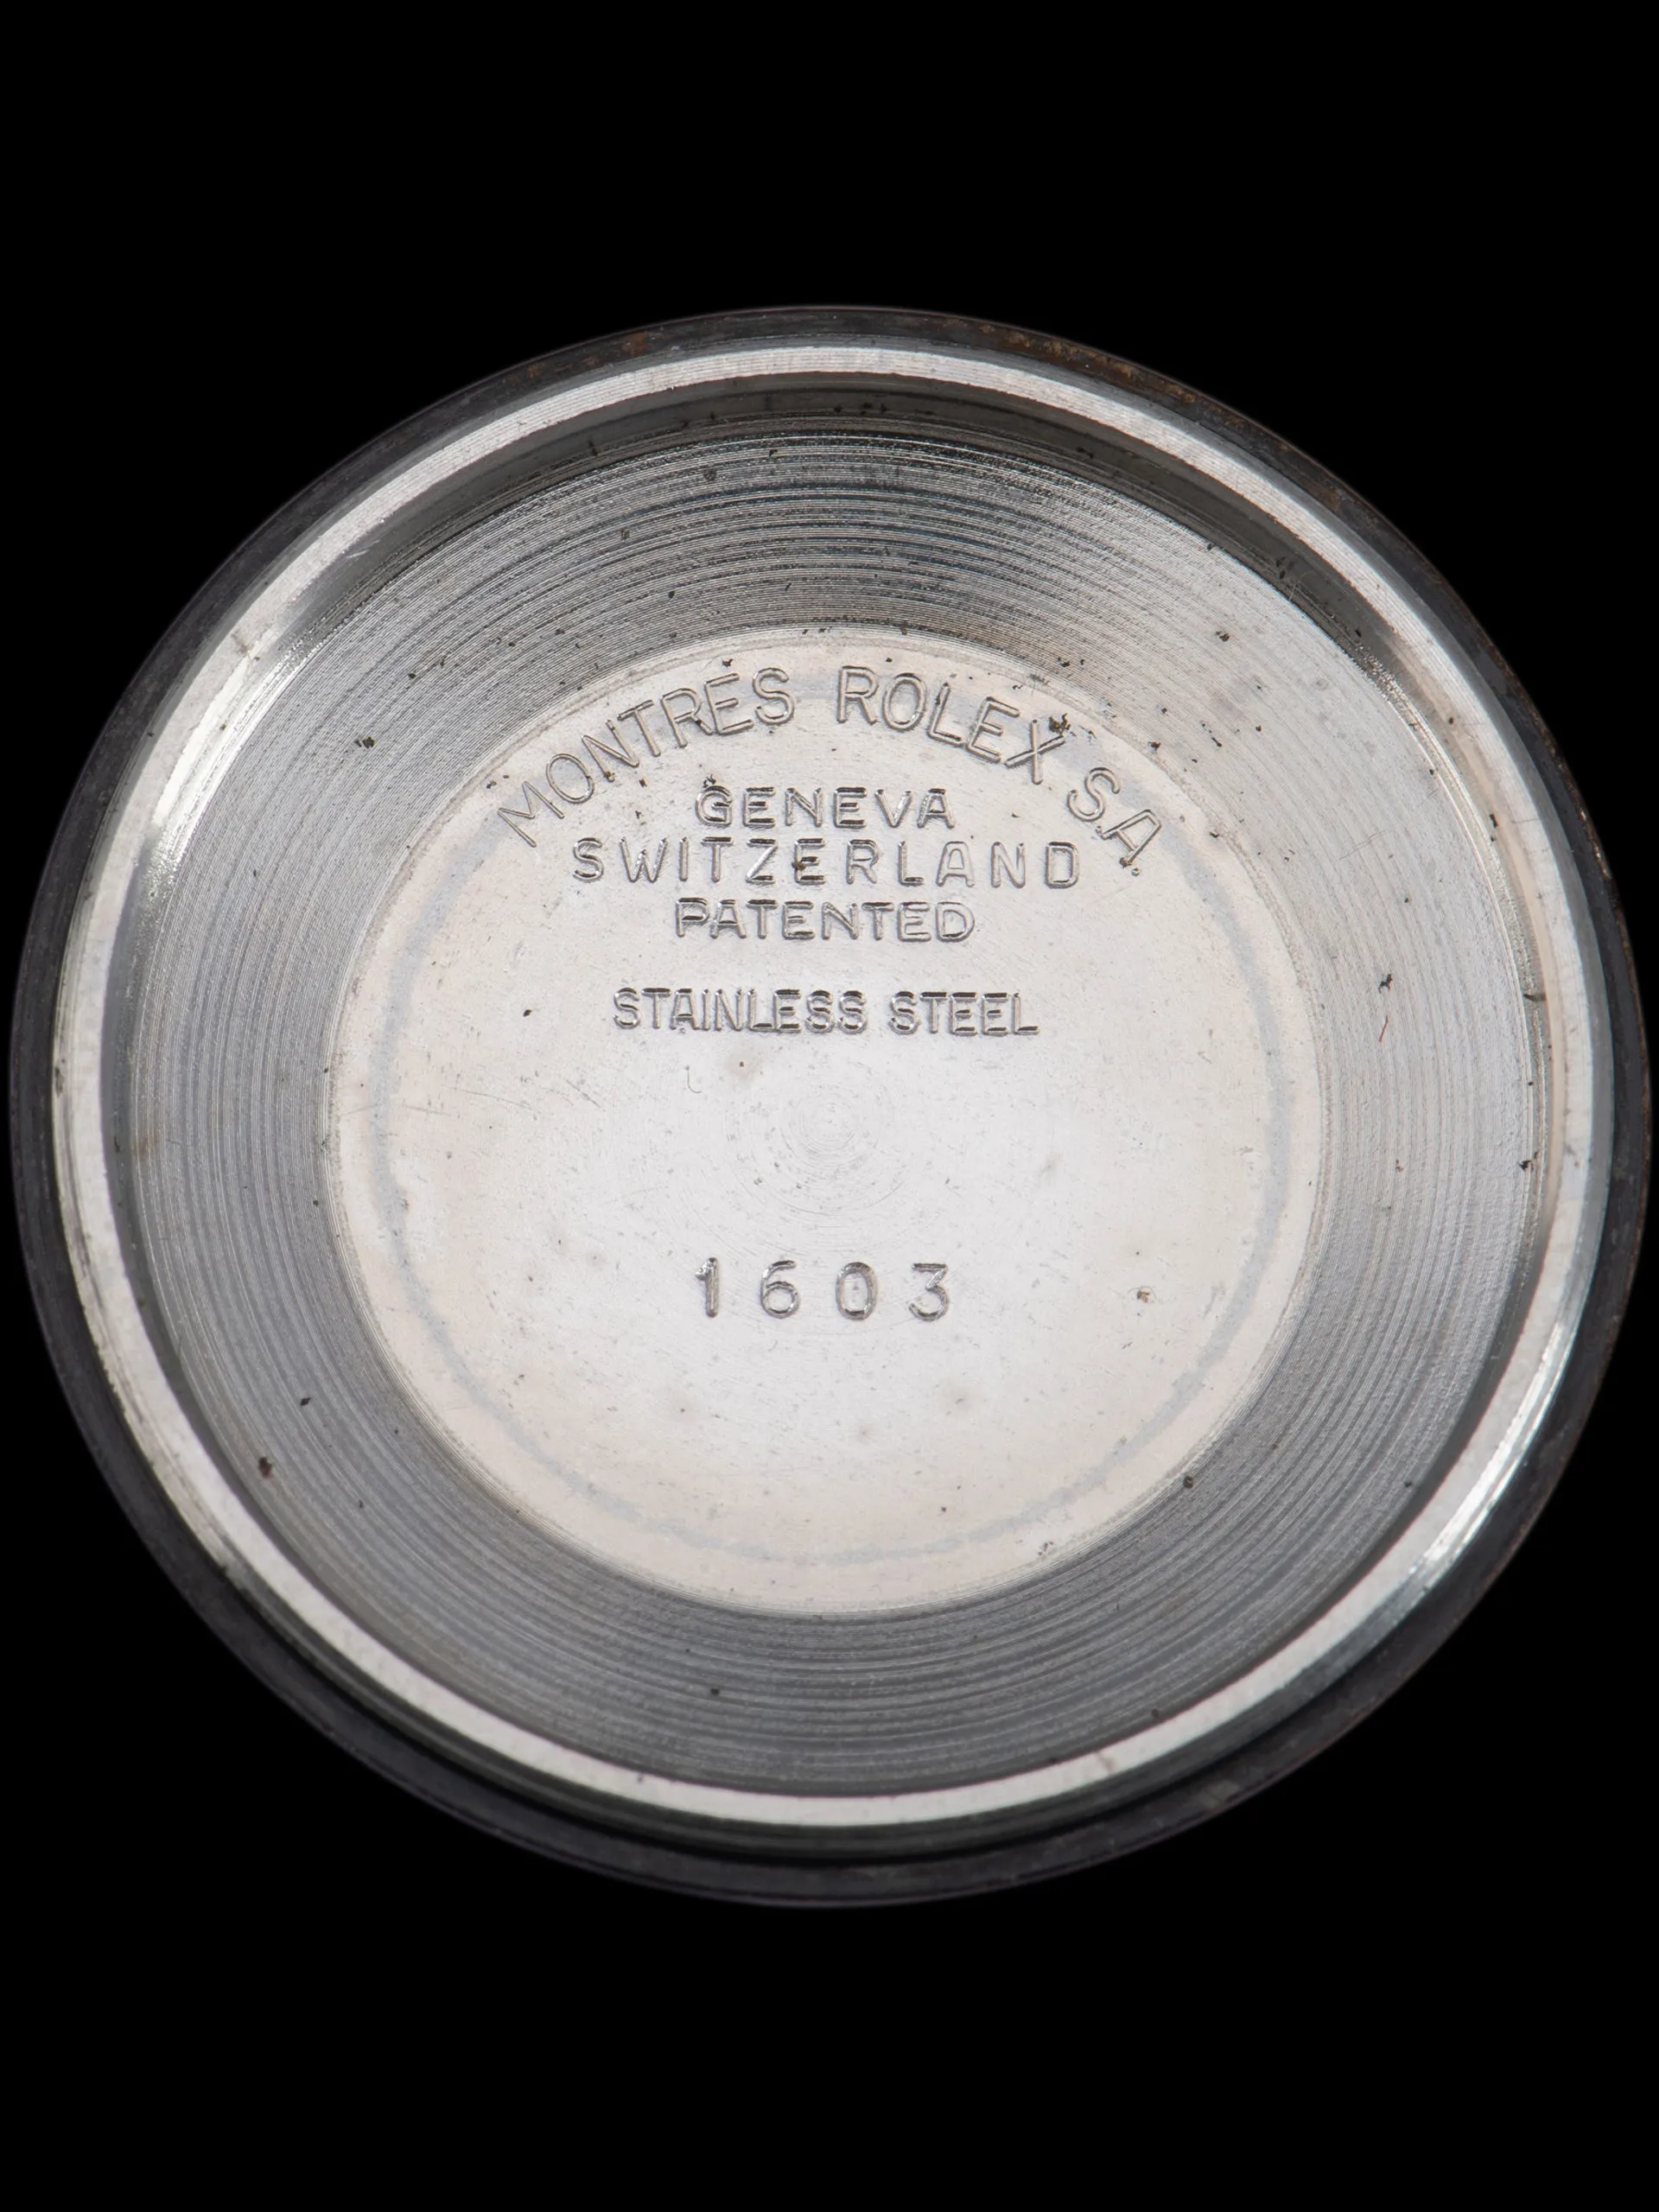 MONTRES ROLEX S.A.
GENEVA
SWITZERLAND
PATENTED
STAINLESS STEEL
1603